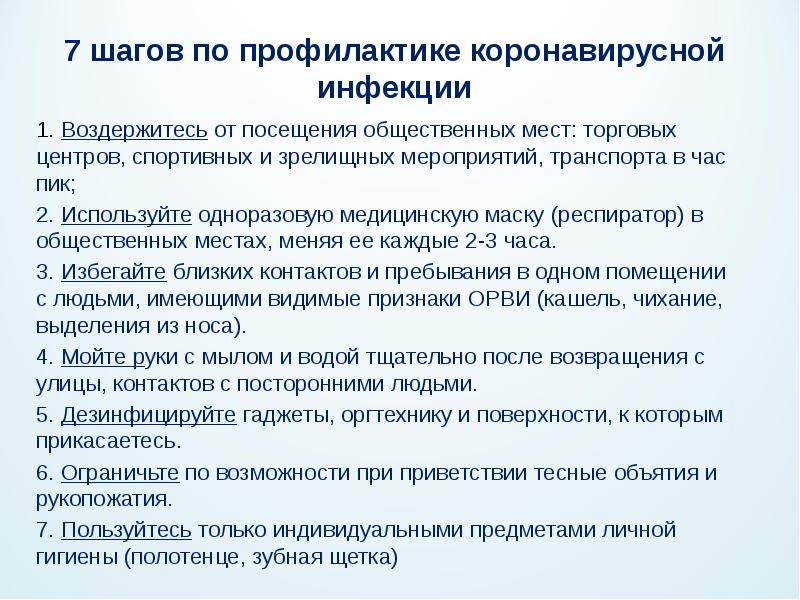 7 шагов по профилактике коронавирусной
инфекции
1. Воздержитесь от посещения общественных мест: торговых
центров, спортивных и зрелищных мероприятий, транспорта в час
пик;
2. Используйте одноразовую медицинскую маску (респиратор) в
общественных местах, меняя ее каждые 2-3 часа.
3. Избегайте близких контактов и пребывания в одном помещении
с людьми, имеющими видимые признаки ОРВИ (кашель, чихание,
выделения из носа).
4. Мойте руки с мылом и водой тщательно после возвращения с
улицы, контактов с посторонними людьми.
5. Дезинфицируйте гаджеты, оргтехнику и поверхности, к которым
прикасаетесь.
6. Ограничьте по возможности при приветствии тесные объятия и
рукопожатия.
7. Пользуйтесь только индивидуальными предметами личной
гигиены (полотенце, зубная щетка)